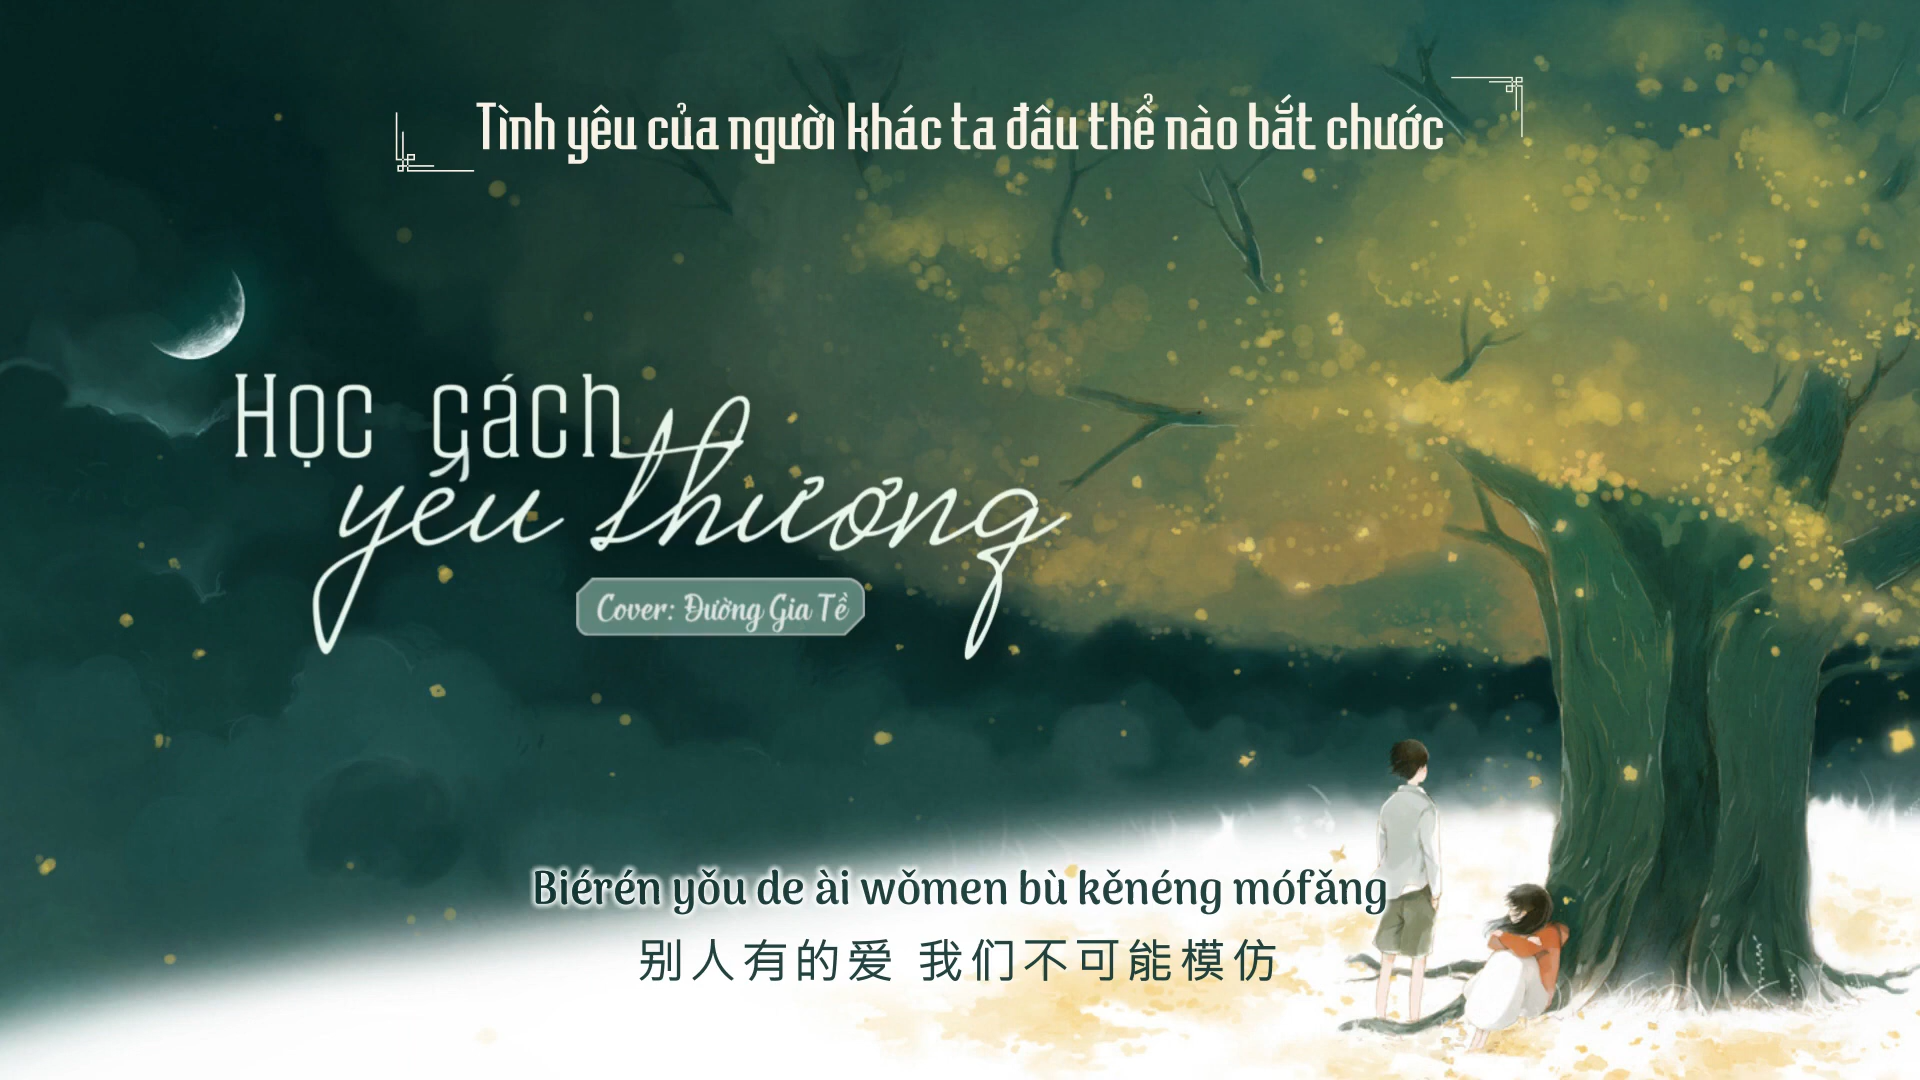 Tình yêu của người khác ta đâu thể nào bắt chước
Học cách
yêu thương
Cover: Đường Gia Tề
Biérén yǒu de ài wǒmen bù kěnéng mófǎng
别人有的爱 我们不可能模仿